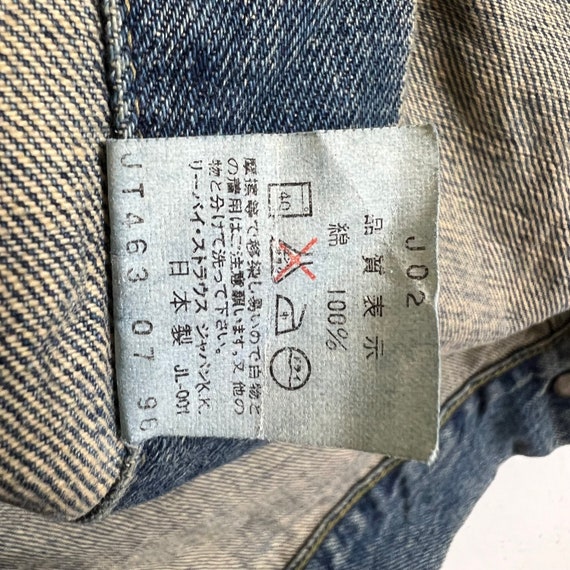 J02
品質表示
綿 100%
40
摩擦等で移染し易いので白物と
の着用はご注意願います。又他の
物と分けて洗って下さい。
リーバイ・ストラウス ジャパンK.K.
日本製 JL-001
JT463 07 96